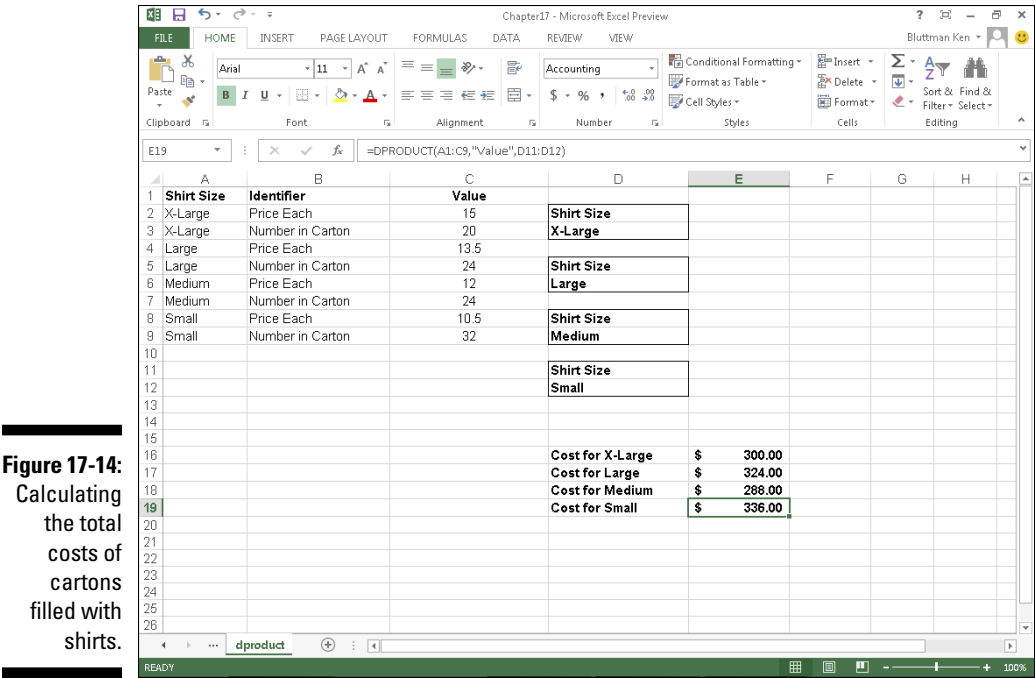 Chapter17 - Microsoft Excel Preview
FILE HOME INSERT PAGE LAYOUT FORMULAS DATA REVIEW VIEW Bluttman Ken
Paste
Arial 11
B I U
Accounting
$ % ,
Conditional Formatting
Format as Table
Cell Styles
Insert
Delete
Format
Sort & Filter
Find & Select
Clipboard Font Alignment Number Styles Cells Editing
E19 fx =DPRODUCT(A1:C9,"Value",D11:D12)
A B C D E F G H
1 Shirt Size Identifier Value
2 X-Large Price Each 15 Shirt Size
3 X-Large Number in Carton 20 X-Large
4 Large Price Each 13.5
5 Large Number in Carton 24 Shirt Size
6 Medium Price Each 12 Large
7 Medium Number in Carton 24
8 Small Price Each 10.5 Shirt Size
9 Small Number in Carton 32 Medium
10
11 Shirt Size
12 Small
13
14
15
16 Cost for X-Large $ 300.00
17 Cost for Large $ 324.00
18 Cost for Medium $ 288.00
19 Cost for Small $ 336.00
20
21
22
23
24
25
26
... dproduct
READY 100%
Figure 17-14:
Calculating
the total
costs of
cartons
filled with
shirts.